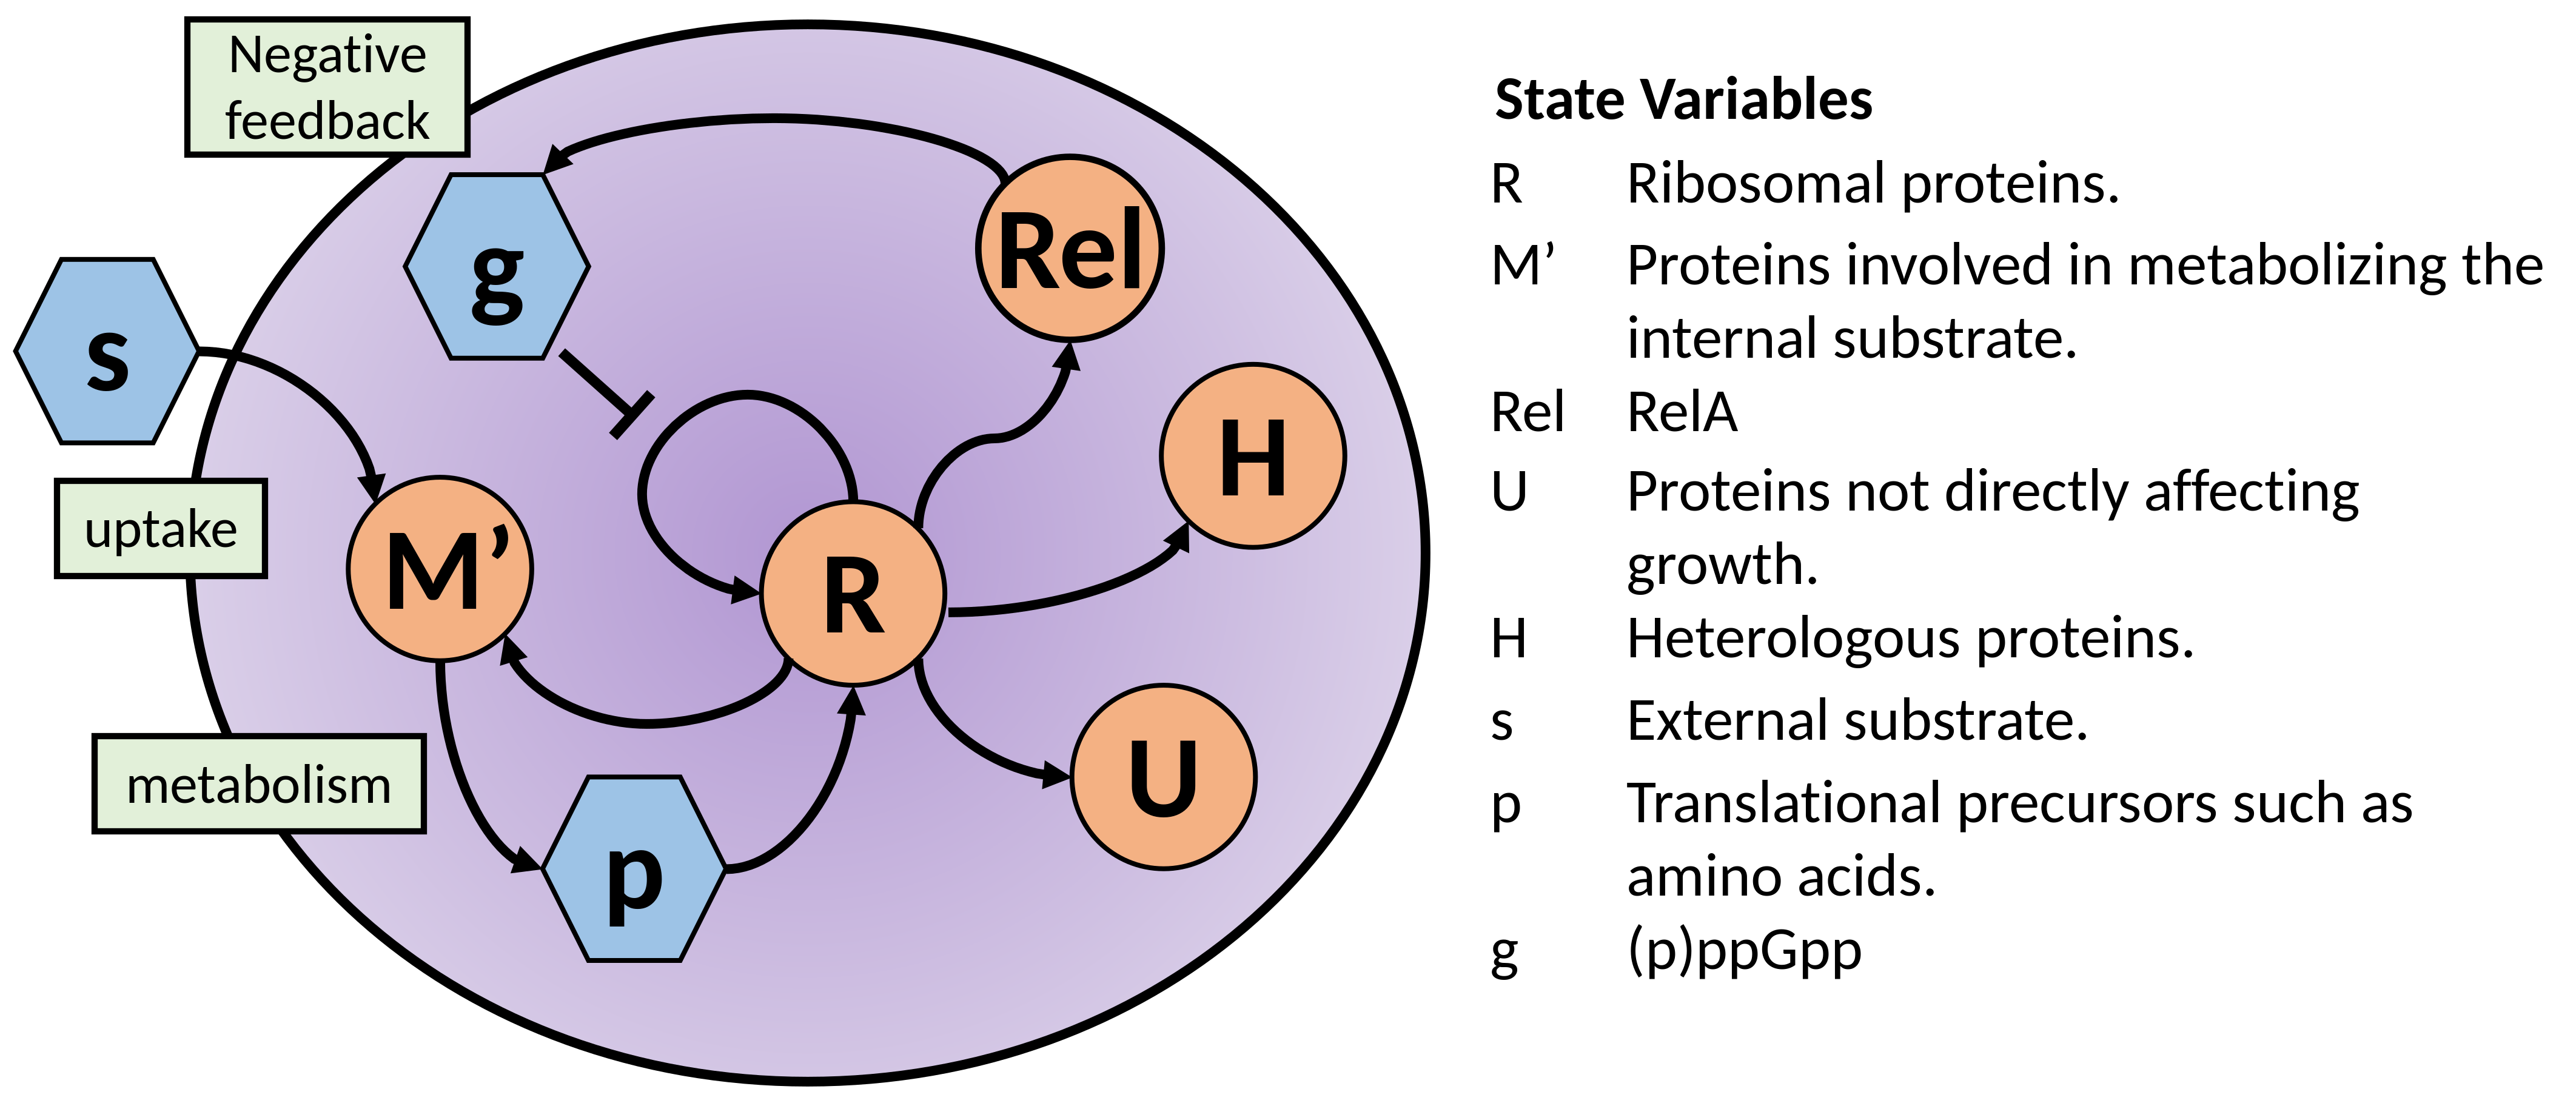 Negative
feedback
g
Rel
s
H
uptake
M’
R
metabolism
U
p
State Variables
R Ribosomal proteins.
M’ Proteins involved in metabolizing the
internal substrate.
Rel RelA
U Proteins not directly affecting
growth.
H Heterologous proteins.
s External substrate.
p Translational precursors such as
amino acids.
g (p)ppGpp